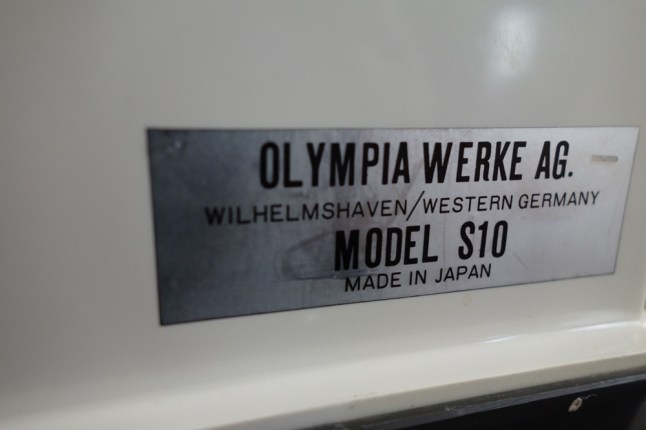 OLYMPIA WERKE AG.
WILHELMSHAVEN/WESTERN GERMANY
MODEL S10
MADE IN JAPAN